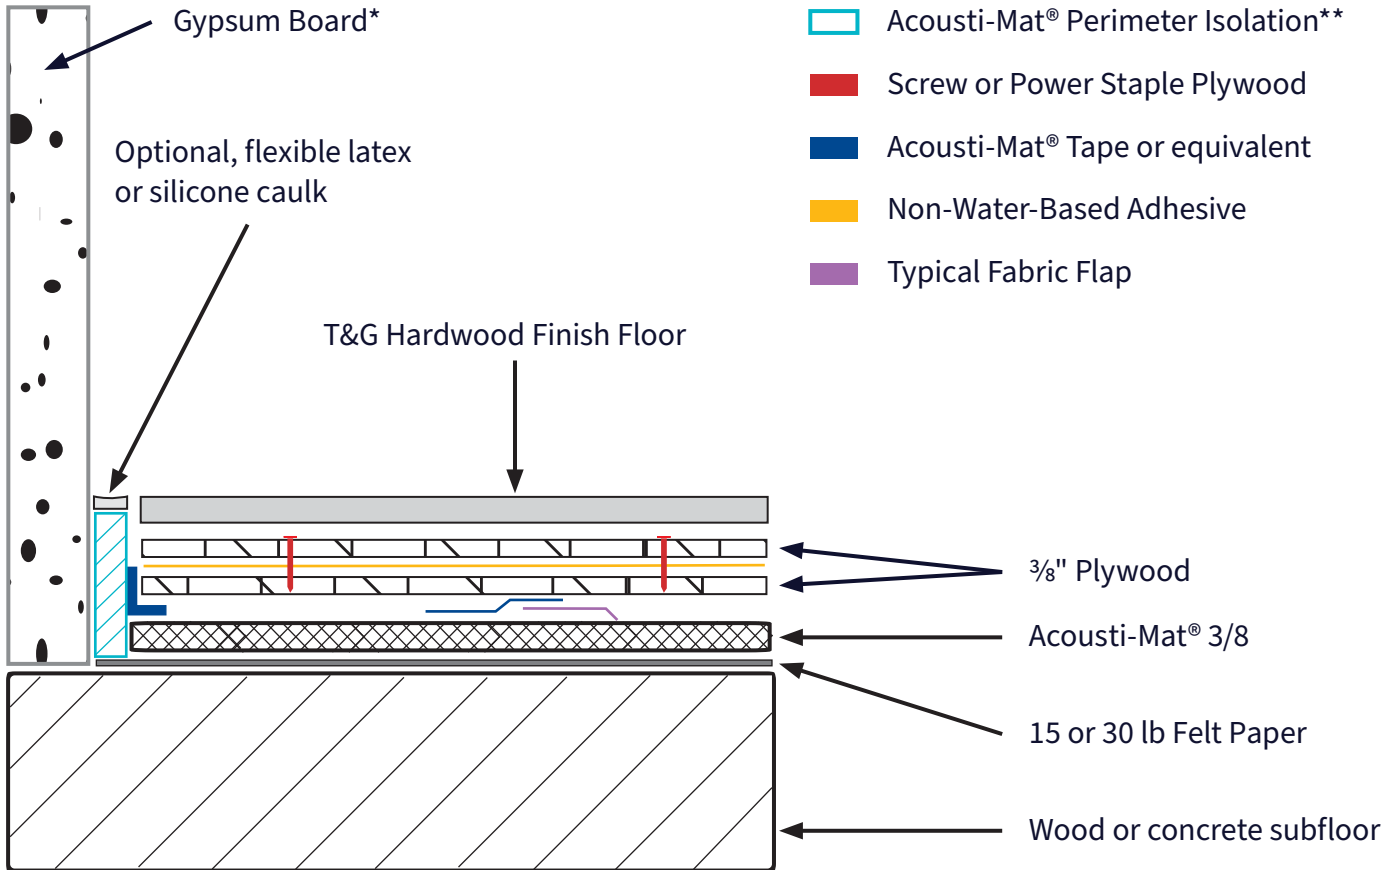 Gypsum Board*
Optional, flexible latex
or silicone caulk
T&G Hardwood Finish Floor
Acousti-Mat® Perimeter Isolation**
Screw or Power Staple Plywood
Acousti-Mat® Tape or equivalent
Non-Water-Based Adhesive
Typical Fabric Flap
⅜" Plywood
Acousti-Mat® 3/8
15 or 30 lb Felt Paper
Wood or concrete subfloor